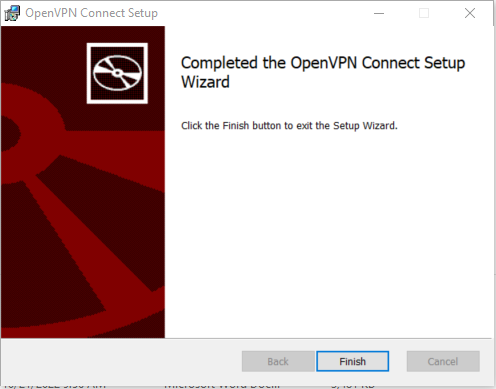 OpenVPN Connect Setup
Completed the OpenVPN Connect Setup
Wizard
Click the Finish button to exit the Setup Wizard.
Back
Finish
Cancel